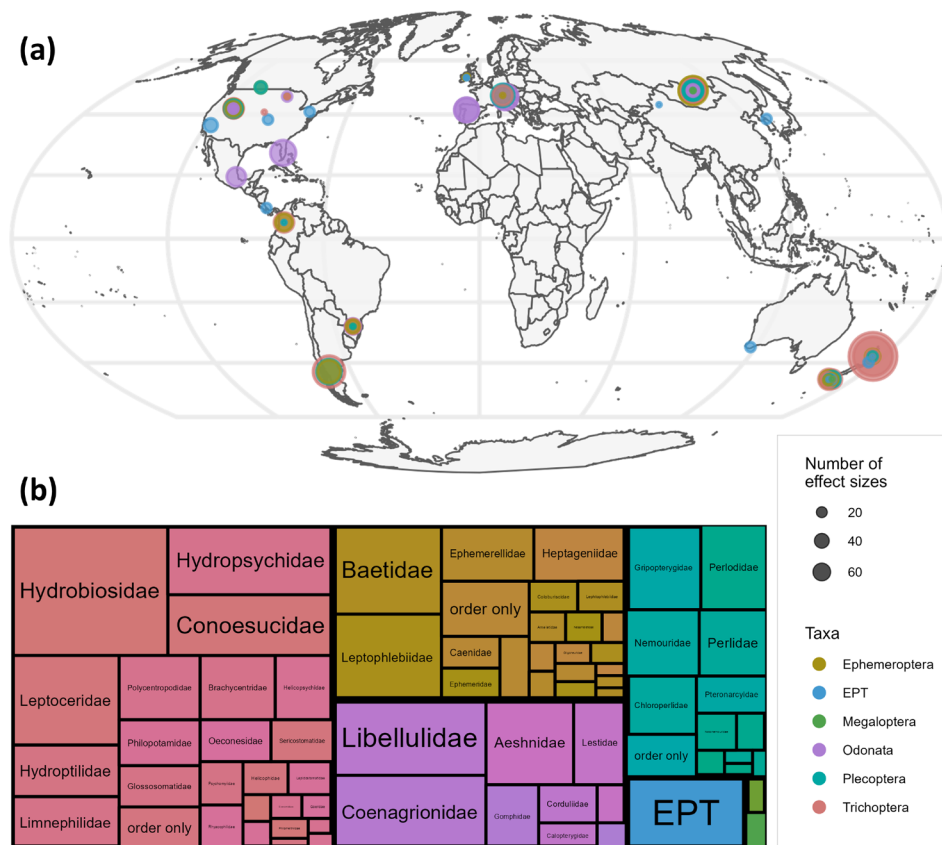 (a)
(b)
Number of
effect sizes
20
40
60
Taxa
Ephemeroptera
EPT
Megaloptera
Odonata
Plecoptera
Trichoptera
Hydrobiosidae
Hydropsychidae
Conoesucidae
Leptoceridae
Polycentropodidae
Brachycentridae
Helicopsychidae
Philopotamidae
Oeconesidae
Sericostomatidae
Hydroptilidae
Glossosomatidae
Limnephilidae
order only
Baetidae
Ephemerellidae
Heptageniidae
order only
Leptophlebiidae
Caenidae
Ephemeridae
Libellulidae
Aeshnidae
Lestidae
Coenagrionidae
Gomphidae
Corduliidae
Calopterygidae
Gripopterygidae
Perlodidae
Nemouridae
Perlidae
Chloroperlidae
Pteronarcyidae
order only
EPT